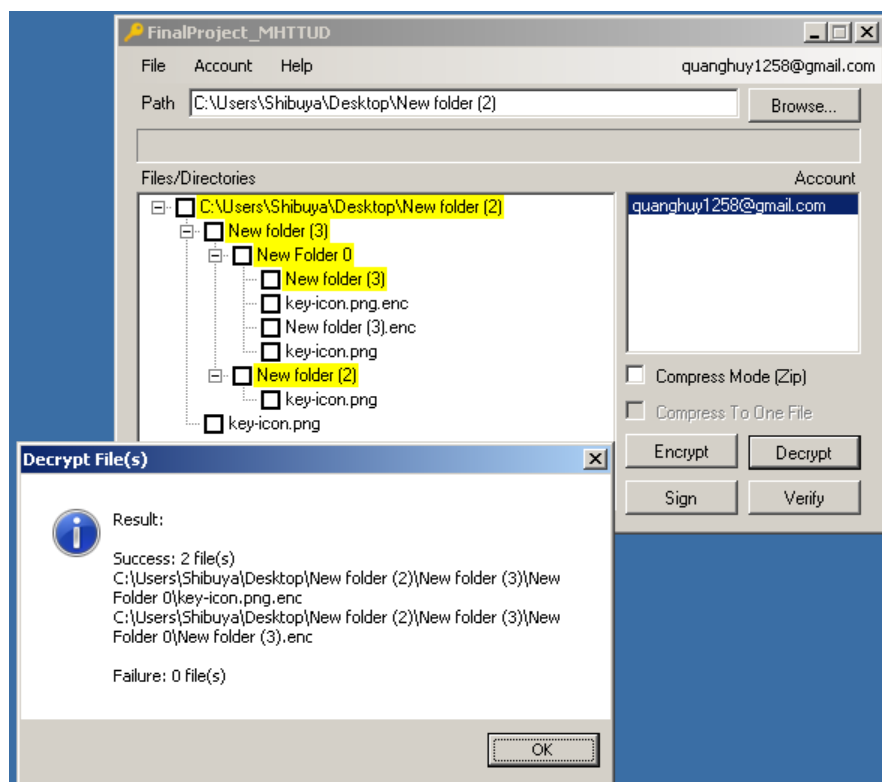 FinalProject_MHTTUD
File Account Help quanghuy1258@gmail.com
Path C:\Users\Shibuya\Desktop\New folder (2) Browse...
Files/Directories Account
C:\Users\Shibuya\Desktop\New folder (2)
New folder (3)
New Folder 0
New folder (3)
key-icon.png.enc
New folder (3).enc
key-icon.png
New folder (2)
key-icon.png
key-icon.png
quanghuy1258@gmail.com
Compress Mode (Zip)
Compress To One File
Encrypt Decrypt
Sign Verify
Decrypt File(s)
Result:
Success: 2 file(s)
C:\Users\Shibuya\Desktop\New folder (2)\New folder (3)\New
Folder 0\key-icon.png.enc
C:\Users\Shibuya\Desktop\New folder (2)\New folder (3)\New
Folder 0\New folder (3).enc
Failure: 0 file(s)
OK